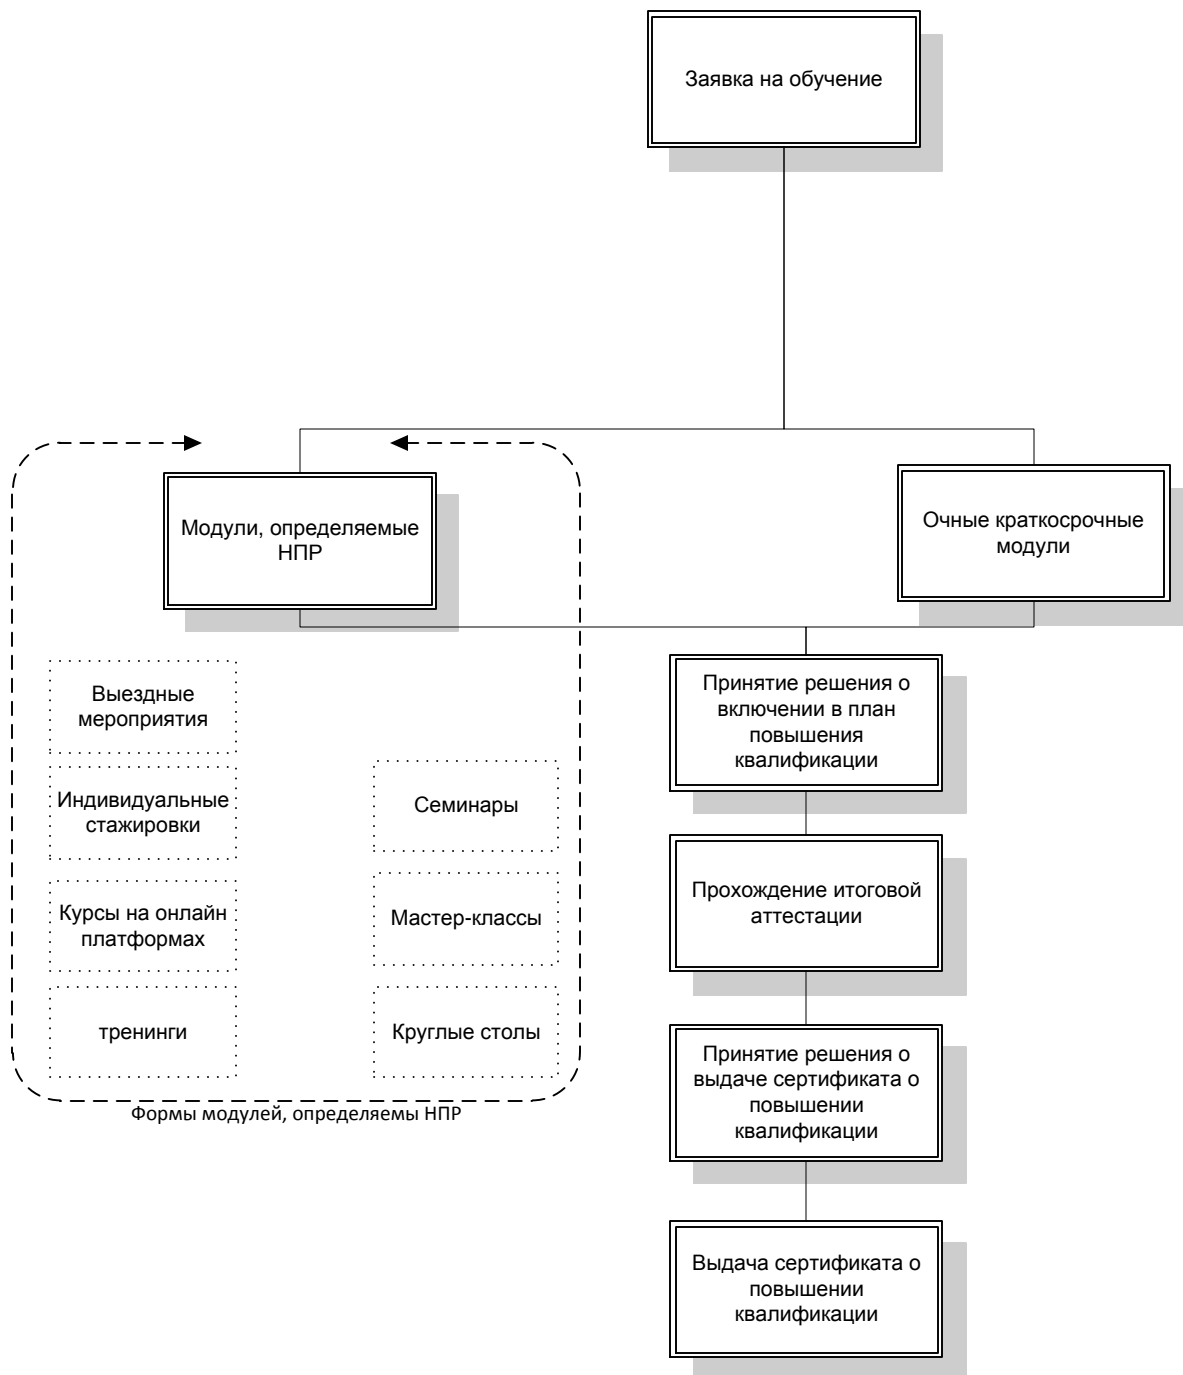 Заявка на обучение
Модули, определяемые
НПР
Очные краткосрочные
модули
Выездные
мероприятия
Индивидуальные
стажировки
Курсы на онлайн
платформах
тренинги
Семинары
Мастер-классы
Круглые столы
Формы модулей, определяемы НПР
Принятие решения о
включении в план
повышения
квалификации
Прохождение итоговой
аттестации
Принятие решения о
выдаче сертификата о
повышении
квалификации
Выдача сертификата о
повышении
квалификации